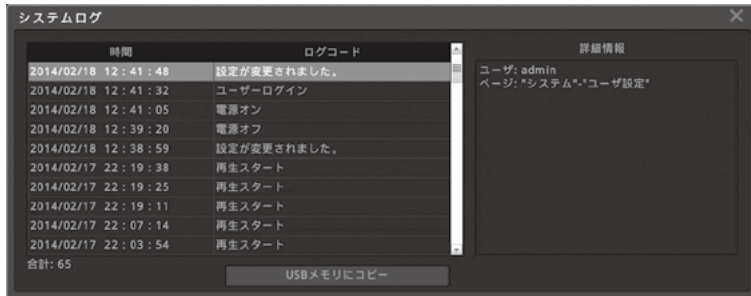 システムログ
時間 ログコード
2014/02/18 12:41:48 設定が変更されました。
2014/02/18 12:41:32 ユーザーログイン
2014/02/18 12:41:05 電源オン
2014/02/18 12:39:20 電源オフ
2014/02/18 12:38:59 設定が変更されました。
2014/02/17 22:19:38 再生スタート
2014/02/17 22:19:25 再生スタート
2014/02/17 22:19:11 再生スタート
2014/02/17 22:07:14 再生スタート
2014/02/17 22:03:54 再生スタート
合計: 65
USBメモリにコピー
詳細情報
ユーザ: admin
ページ: "システム"-"ユーザ設定"